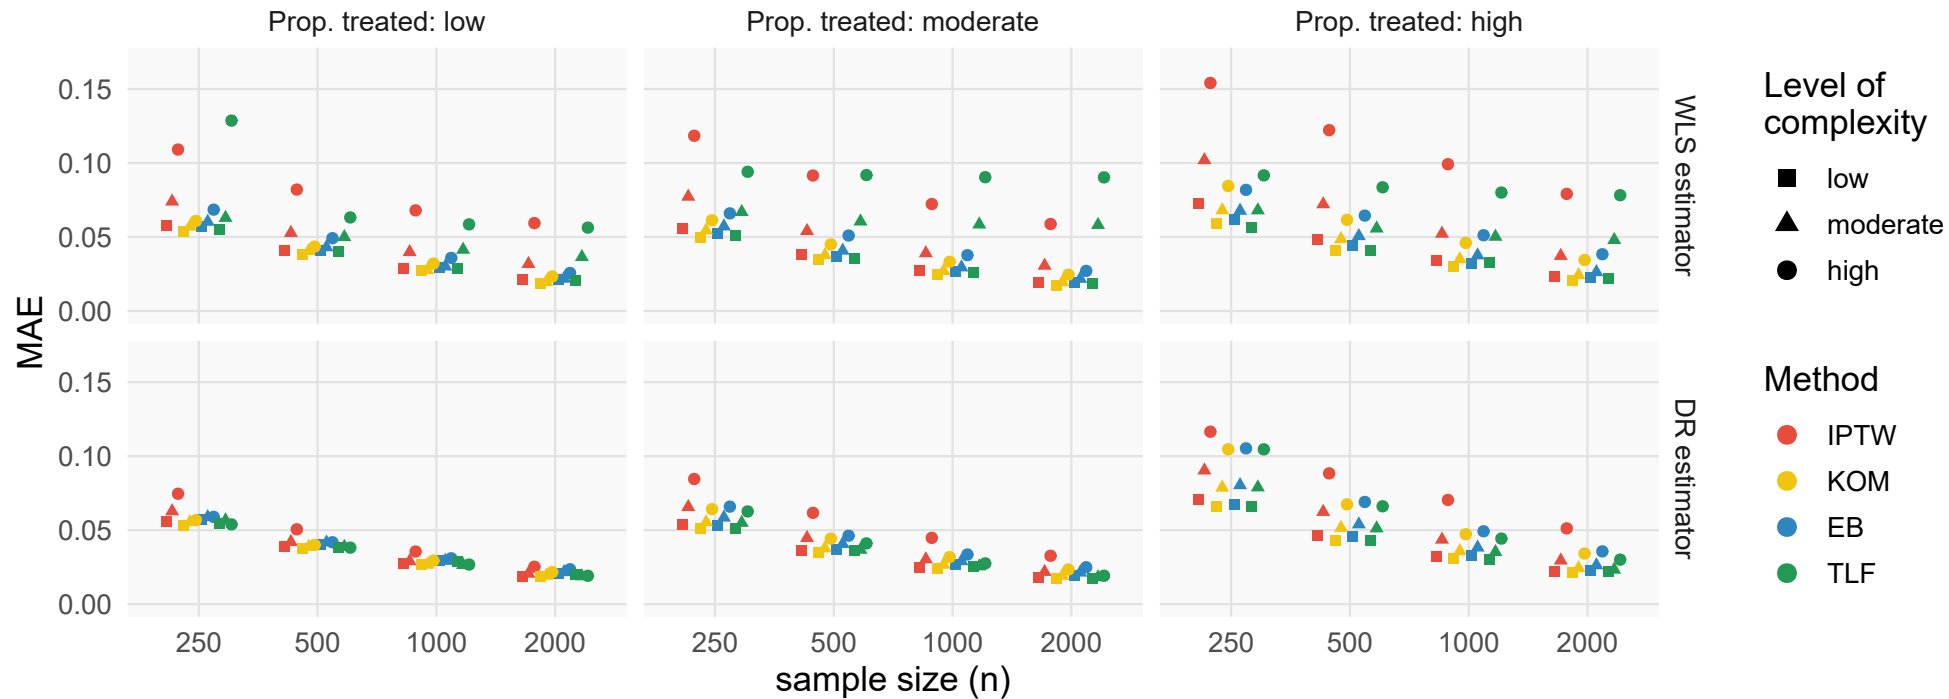 Prop. treated: low
Prop. treated: moderate
Prop. treated: high
0.15
0.10
0.05
0.00
WLS estimator
0.15
0.10
0.05
0.00
DR estimator
MAE
250
500
1000
2000
250
500
1000
2000
250
500
1000
2000
sample size (n)
Level of
complexity
low
moderate
high
Method
IPTW
KOM
EB
TLF